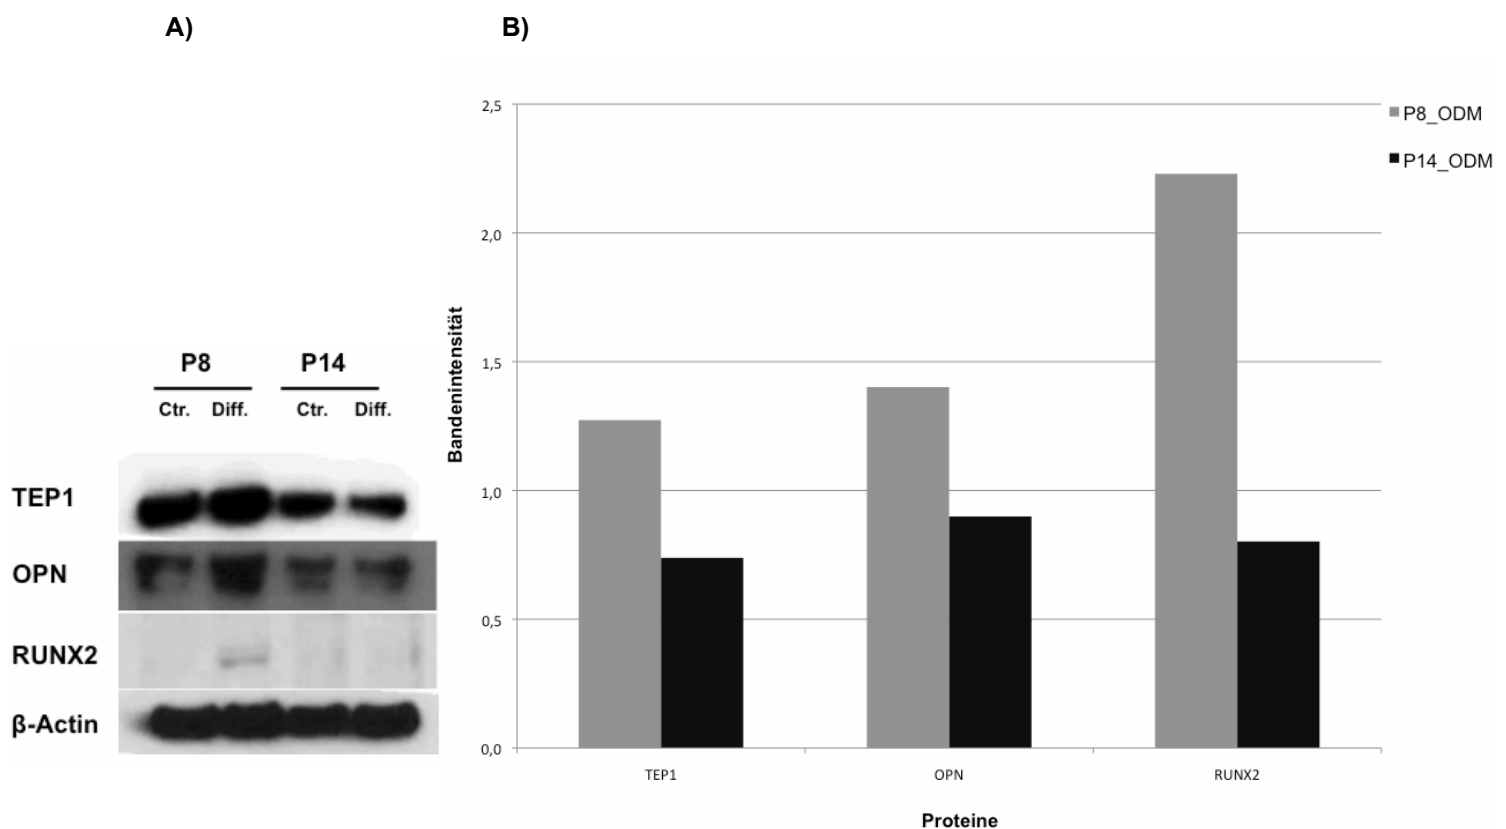 A)
B)
P8 P14
Ctr. Diff. Ctr. Diff.
TEP1
OPN
RUNX2
β-Actin
Bandenintensität
2,5
2,0
1,5
1,0
0,5
0,0
TEP1 OPN RUNX2
Proteine
P8_ODM
P14_ODM